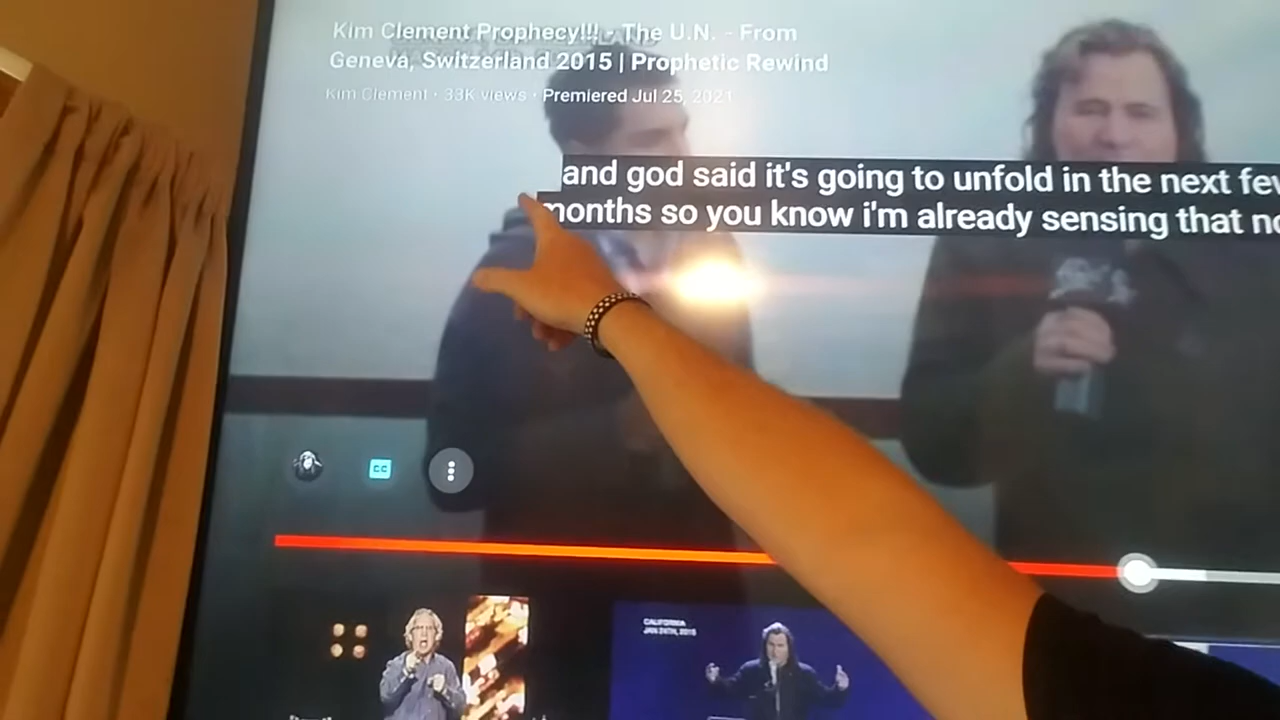 Kim Clement Prophecy!!! - The U.N. - From
Geneva, Switzerland 2015 | Prophetic Rewind
Kim Clement · 33K views · Premiered Jul 25, 2021
and god said it's going to unfold in the next few
months so you know i'm already sensing that
CC
CALIFORNIA
JAN 24TH, 2015